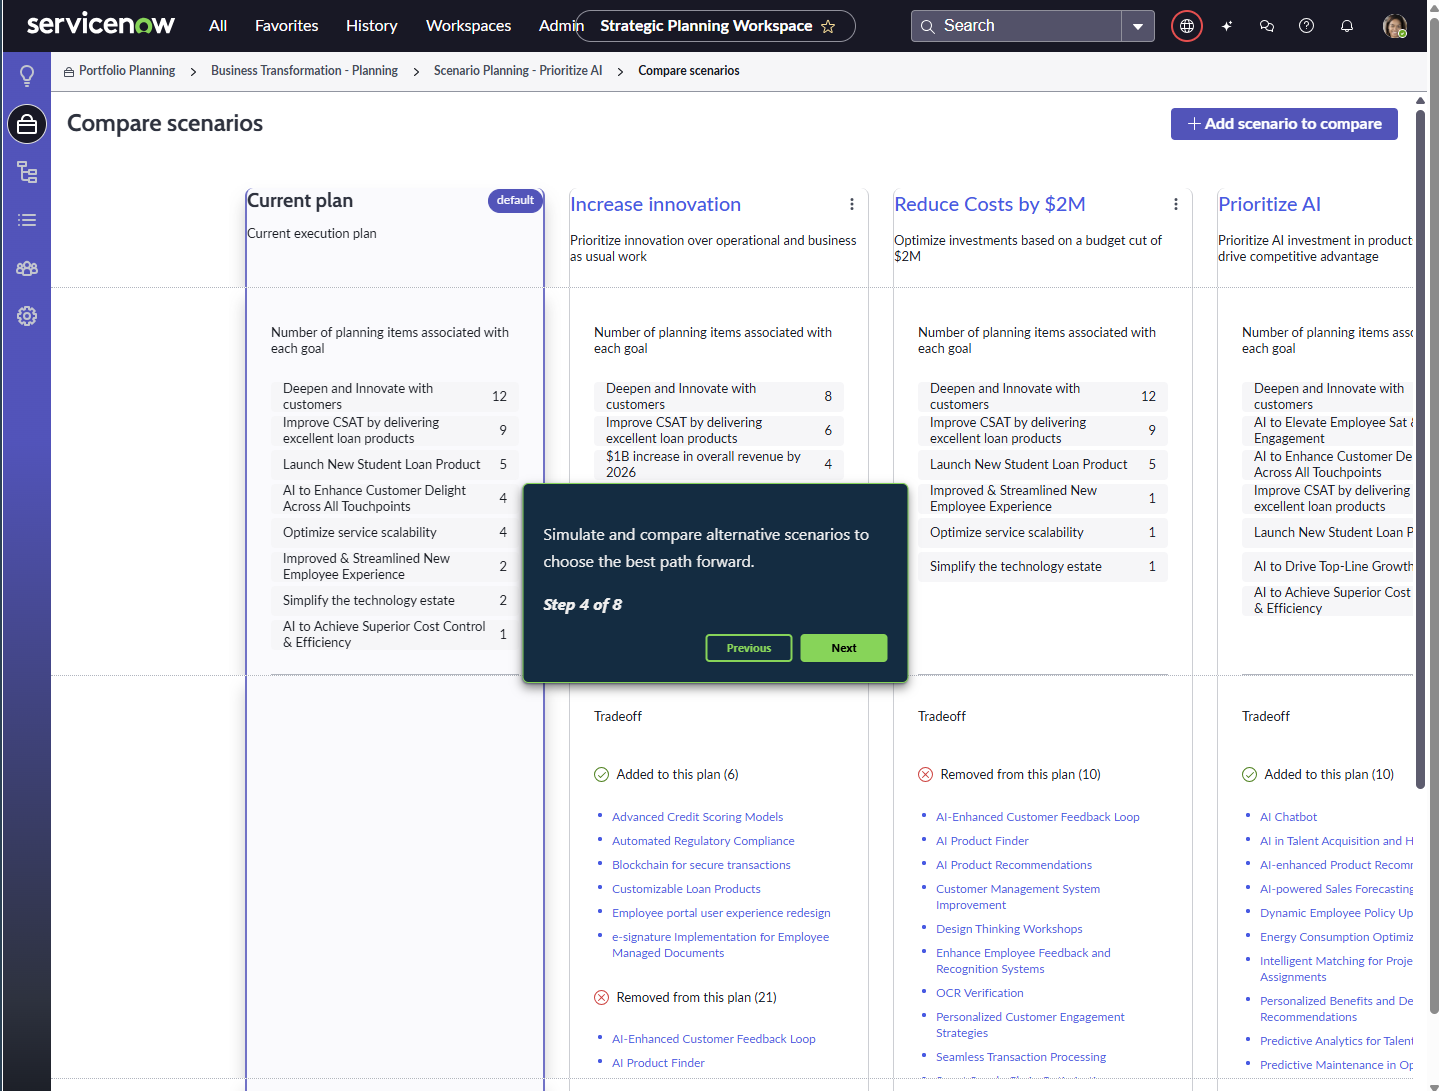 servicenow
All
Favorites
History
Workspaces
Admin
Strategic Planning Workspace
Search
Portfolio Planning
Business Transformation - Planning
Scenario Planning - Prioritize AI
Compare scenarios
Compare scenarios
+ Add scenario to compare
Current plan
default
Current execution plan
Number of planning items associated with
each goal
Deepen and Innovate with
customers
12
Improve CSAT by delivering
excellent loan products
9
Launch New Student Loan Product
5
AI to Enhance Customer Delight
Across All Touchpoints
4
Optimize service scalability
4
Improved & Streamlined New
Employee Experience
2
Simplify the technology estate
2
AI to Achieve Superior Cost Control
& Efficiency
1
Increase innovation
Prioritize innovation over operational and business
as usual work
Number of planning items associated with
each goal
Deepen and Innovate with
customers
8
Improve CSAT by delivering
excellent loan products
6
$1B increase in overall revenue by
2026
4
Simulate and compare alternative scenarios to
choose the best path forward.
Step 4 of 8
Previous
Next
Tradeoff
Added to this plan (6)
Advanced Credit Scoring Models
Automated Regulatory Compliance
Blockchain for secure transactions
Customizable Loan Products
Employee portal user experience redesign
e-signature Implementation for Employee
Managed Documents
Removed from this plan (21)
AI-Enhanced Customer Feedback Loop
AI Product Finder
Reduce Costs by $2M
Optimize investments based on a budget cut of
$2M
Number of planning items associated with
each goal
Deepen and Innovate with
customers
12
Improve CSAT by delivering
excellent loan products
9
Launch New Student Loan Product
5
Improved & Streamlined New
Employee Experience
1
Optimize service scalability
1
Simplify the technology estate
1
Tradeoff
Removed from this plan (10)
AI-Enhanced Customer Feedback Loop
AI Product Finder
AI Product Recommendations
Customer Management System
Improvement
Design Thinking Workshops
Enhance Employee Feedback and
Recognition Systems
OCR Verification
Personalized Customer Engagement
Strategies
Seamless Transaction Processing
Prioritize AI
Prioritize AI investment in product
drive competitive advantage
Number of planning items asso
each goal
Deepen and Innovate with
customers
AI to Elevate Employee Sat &
Engagement
AI to Enhance Customer De
Across All Touchpoints
Improve CSAT by delivering
excellent loan products
Launch New Student Loan P
AI to Drive Top-Line Growth
AI to Achieve Superior Cost
& Efficiency
Tradeoff
Added to this plan (10)
AI Chatbot
AI in Talent Acquisition and H
AI-enhanced Product Recomm
AI-powered Sales Forecasting
Dynamic Employee Policy Up
Energy Consumption Optimiz
Intelligent Matching for Proje
Assignments
Personalized Benefits and De
Recommendations
Predictive Analytics for Talent
Predictive Maintenance in Op